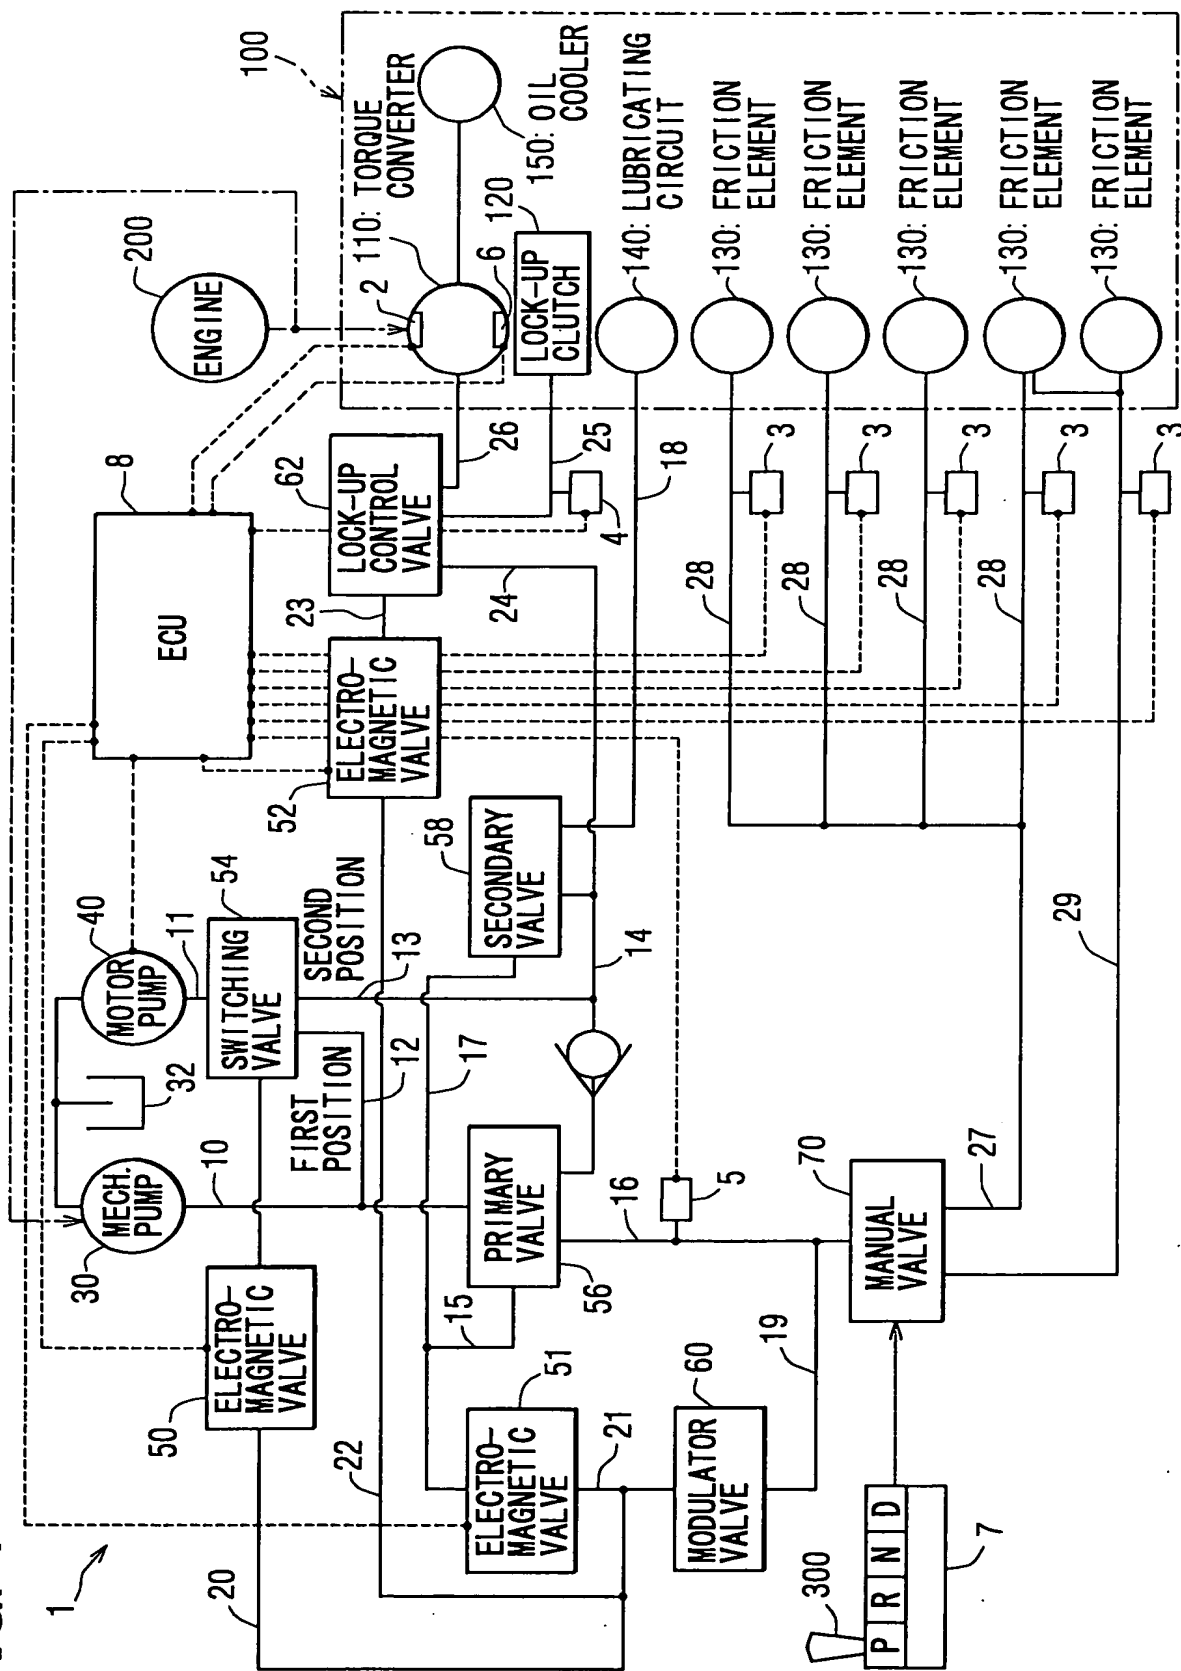 1
100
200
ENGINE
110: TORQUE
CONVERTER
2
6
150: OIL
COOLER
120
LOCK-UP
CLUTCH
140: LUBRICATING
CIRCUIT
130: FRICTION
ELEMENT
130: FRICTION
ELEMENT
130: FRICTION
ELEMENT
130: FRICTION
ELEMENT
130: FRICTION
ELEMENT
8
ECU
62
LOCK-UP
CONTROL
VALVE
26
25
4
18
3
3
3
3
3
23
24
28
28
28
28
52
ELECTRO-
MAGNETIC
VALVE
40
MOTOR
PUMP
11
54
SWITCHING
VALVE
SECOND
POSITION
13
58
SECONDARY
VALVE
14
29
32
30
MECH.
PUMP
10
FIRST
POSITION
12
17
PRIMARY
VALVE
56
15
16
5
70
MANUAL
VALVE
27
50
ELECTRO-
MAGNETIC
VALVE
20
22
51
ELECTRO-
MAGNETIC
VALVE
21
60
MODULATOR
VALVE
19
300
P R N D
7